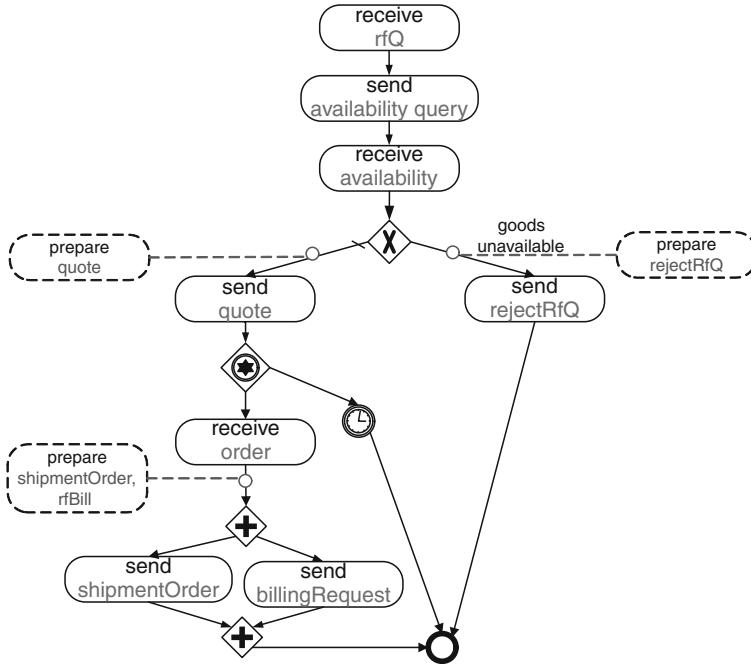 receive
rfQ
send
availability query
receive
availability
goods
unavailable
prepare
quote
prepare
rejectRfQ
send
quote
send
rejectRfQ
receive
order
prepare
shipmentOrder,
rfBill
send
shipmentOrder
send
billingRequest